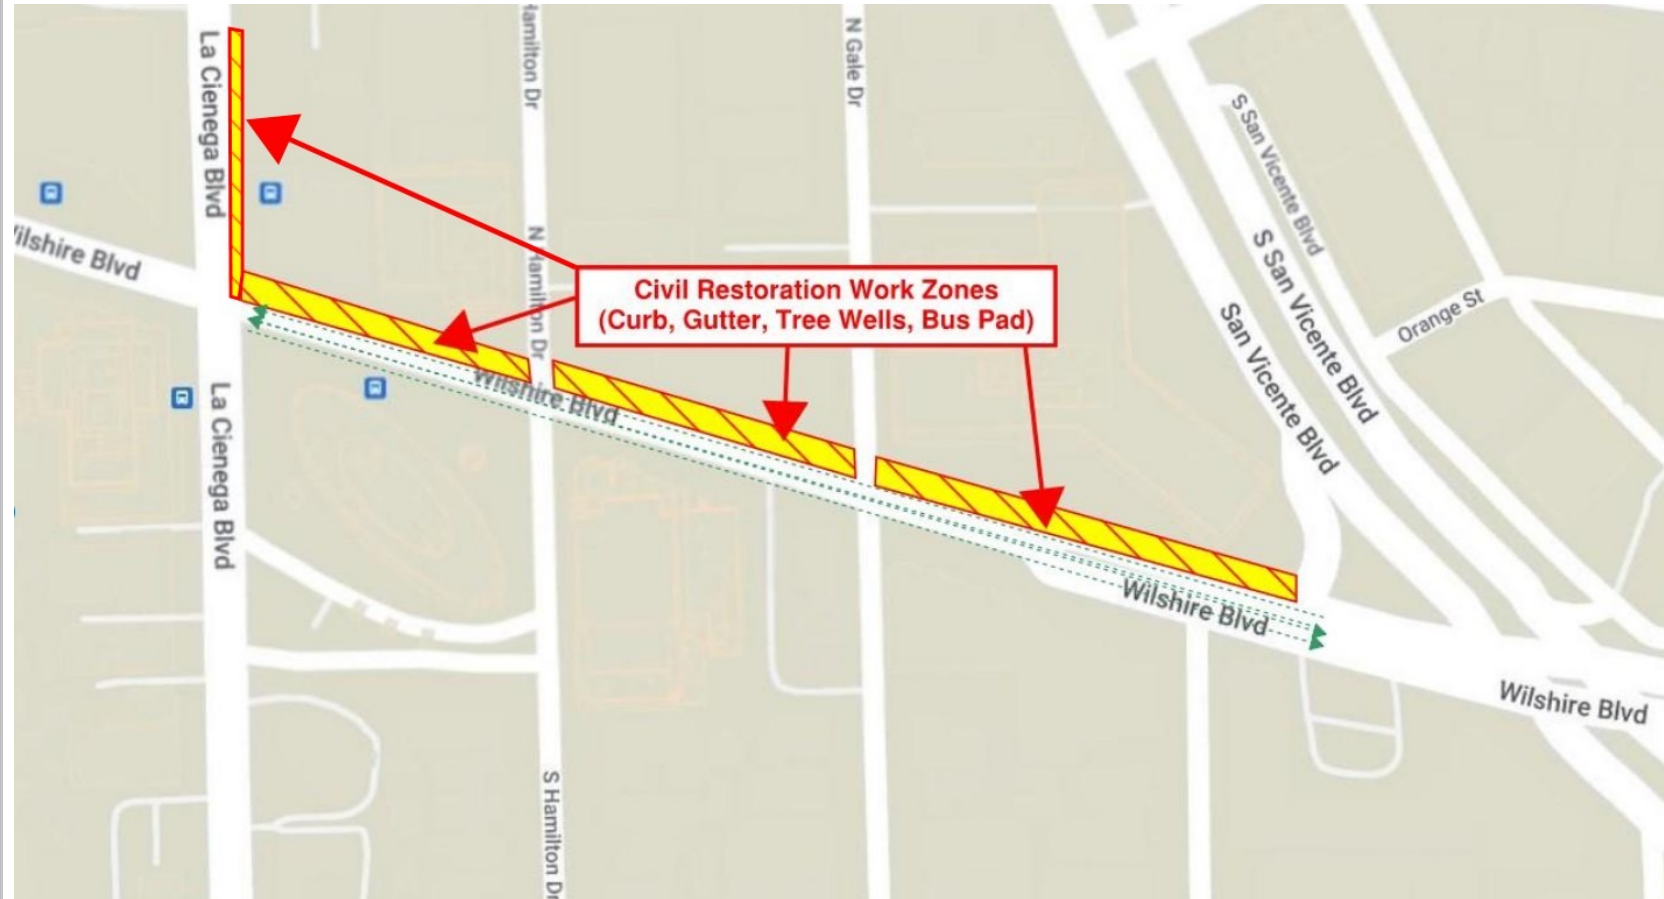 La Cienega Blvd
Hamilton Dr
N Gale Dr
S San Vicente Blvd
ilshire Blvd
N Hamilton Dr
S San Vicente Blvd
Civil Restoration Work Zones
(Curb, Gutter, Tree Wells, Bus Pad)
Orange St
San Vicente Blvd
Wilshire Blvd
La Cienega Blvd
Wilshire Blvd
Wilshire Blvd
S Hamilton Dr